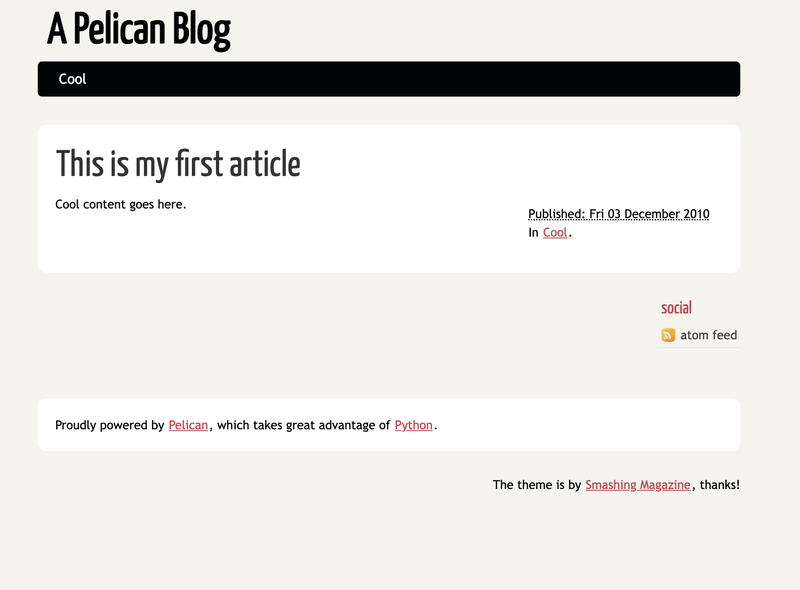 A Pelican Blog
Cool
This is my first article
Cool content goes here.
Published: Fri 03 December 2010
In Cool.
social
atom feed
Proudly powered by Pelican, which takes great advantage of Python.
The theme is by Smashing Magazine, thanks!